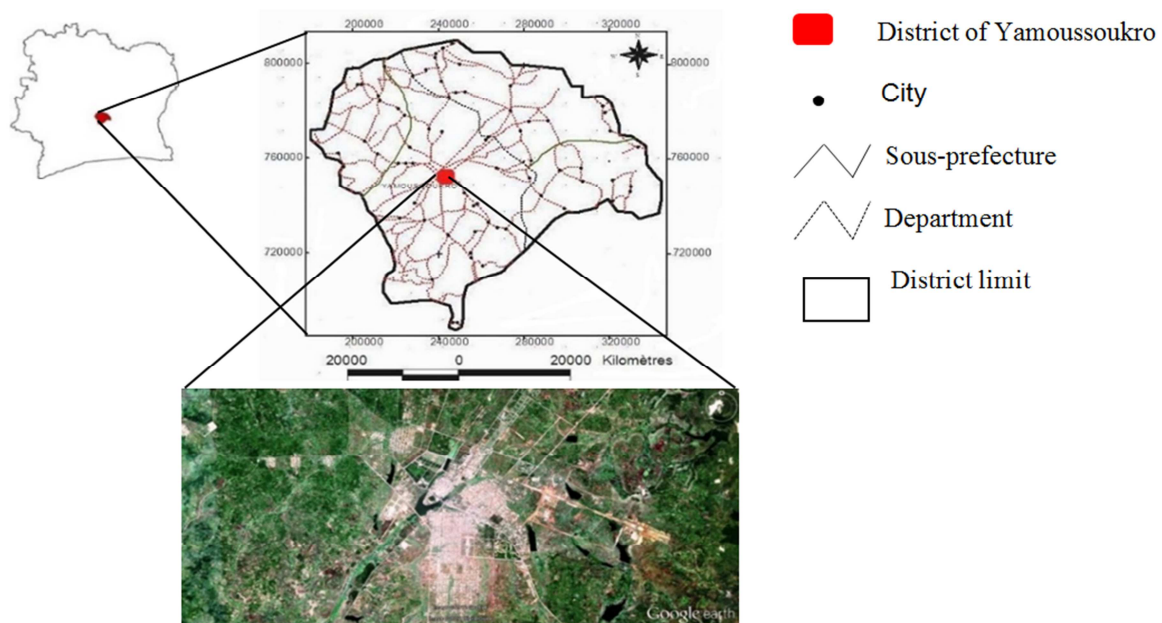 200000 240000 280000 320000
800000 800000
760000 760000
YAMOUSSOUKRO
720000 720000
200000 240000 280000 320000
20000 0 20000 Kilomètres
Google earth
District of Yamoussoukro
City
Sous-prefecture
Department
District limit